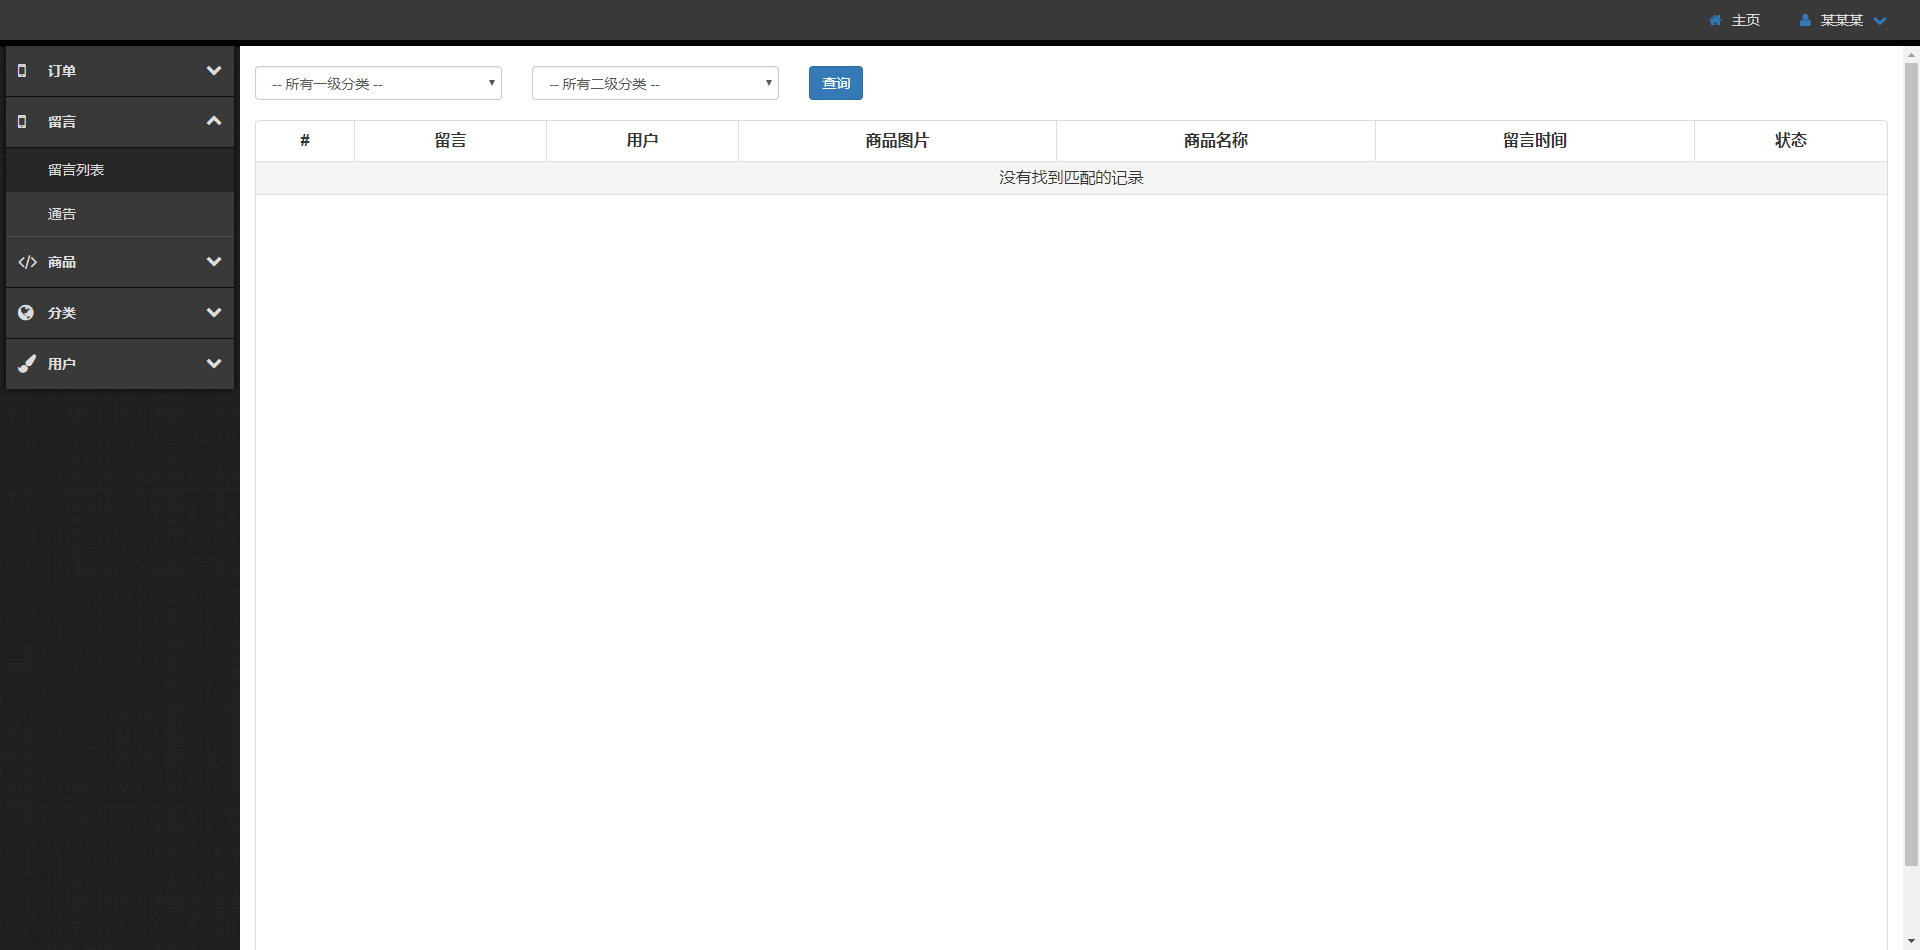 主页 某某某
订单
留言
留言列表
通告
商品
分类
用户
-- 所有一级分类 -- -- 所有二级分类 -- 查询
# 留言 用户 商品图片 商品名称 留言时间 状态
没有找到匹配的记录